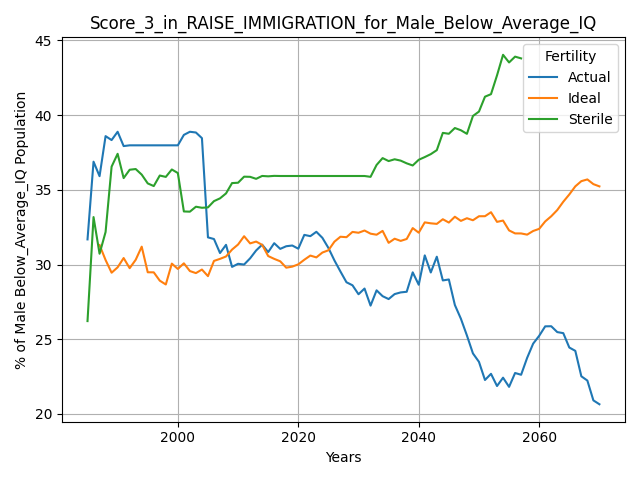 Score_3_in_RAISE_IMMIGRATION_for_Male_Below_Average_IQ
% of Male Below_Average_IQ Population
45
40
35
30
25
20
Fertility
Actual
Ideal
Sterile
2000
2020
2040
2060
Years